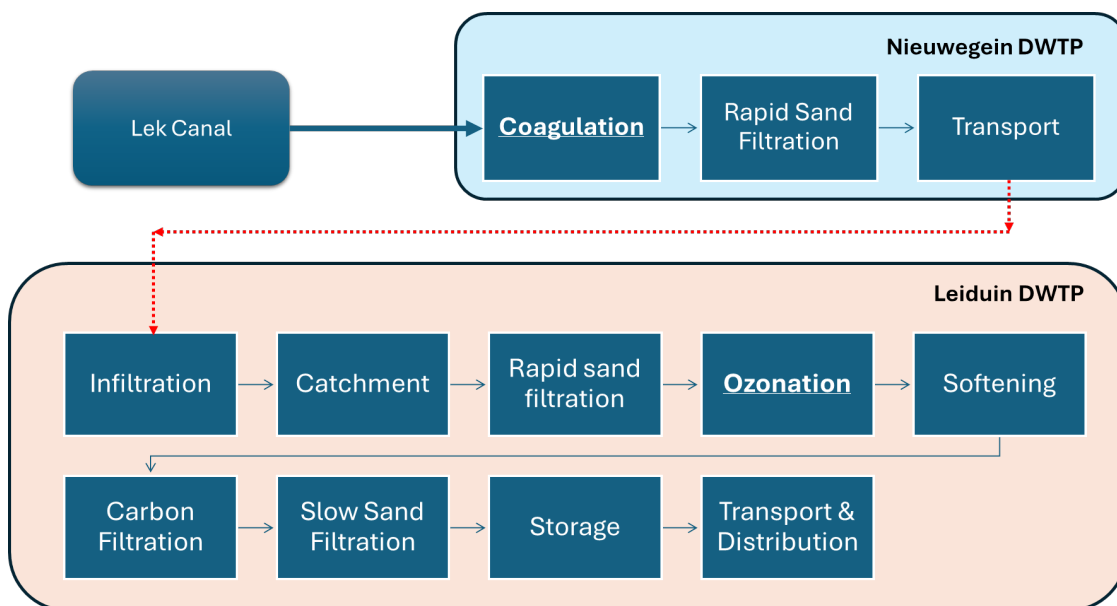 Nieuwegein DWTP
Lek Canal
Coagulation
Rapid Sand
Filtration
Transport
Leiduin DWTP
Infiltration
Catchment
Rapid sand
filtration
Ozonation
Softening
Carbon
Filtration
Slow Sand
Filtration
Storage
Transport &
Distribution